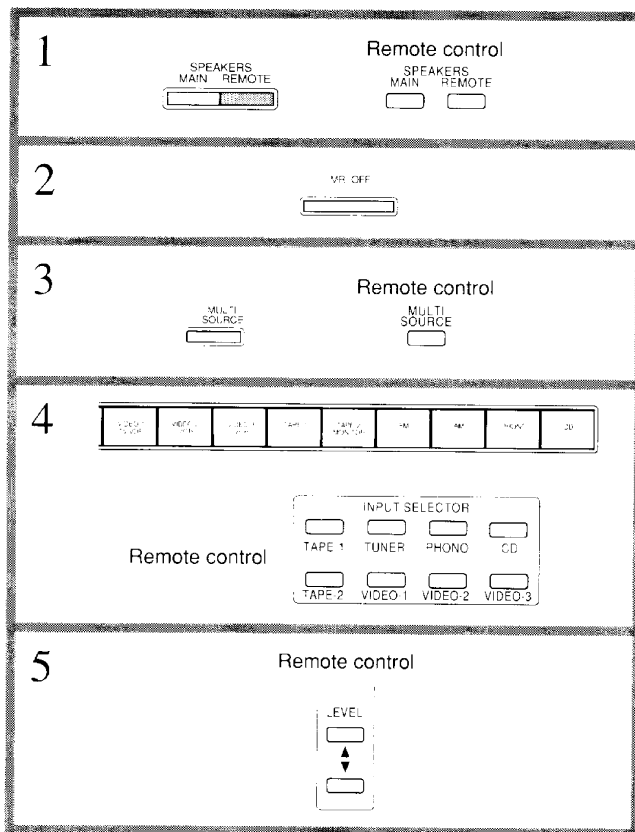 1
Remote control
SPEAKERS
MAIN REMOTE
SPEAKERS
MAIN REMOTE
2
MR. OFF
3
Remote control
MULTI
SOURCE
MULTI
SOURCE
4
TAPE-2
MONITOR
FM
AM
PHONO
CD
INPUT SELECTOR
TAPE 1 TUNER PHONO CD
Remote control
TAPE-2 VIDEO-1 VIDEO-2 VIDEO-3
5
Remote control
LEVEL